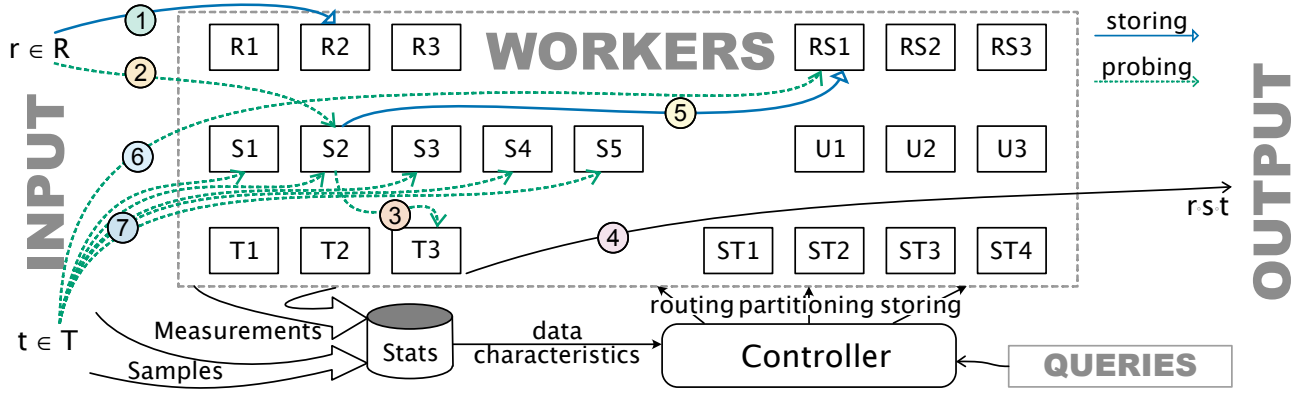 1
r ∈ R
R1 R2 R3 WORKERS RS1 RS2 RS3
storing
2
probing
5
INPUT
6
S1 S2 S3 S4 S5 U1 U2 U3
OUTPUT
7
3
r·s·t
4
T1 T2 T3 ST1 ST2 ST3 ST4
routing partitioning storing
t ∈ T
Measurements
Stats
data
characteristics
Controller
QUERIES
Samples